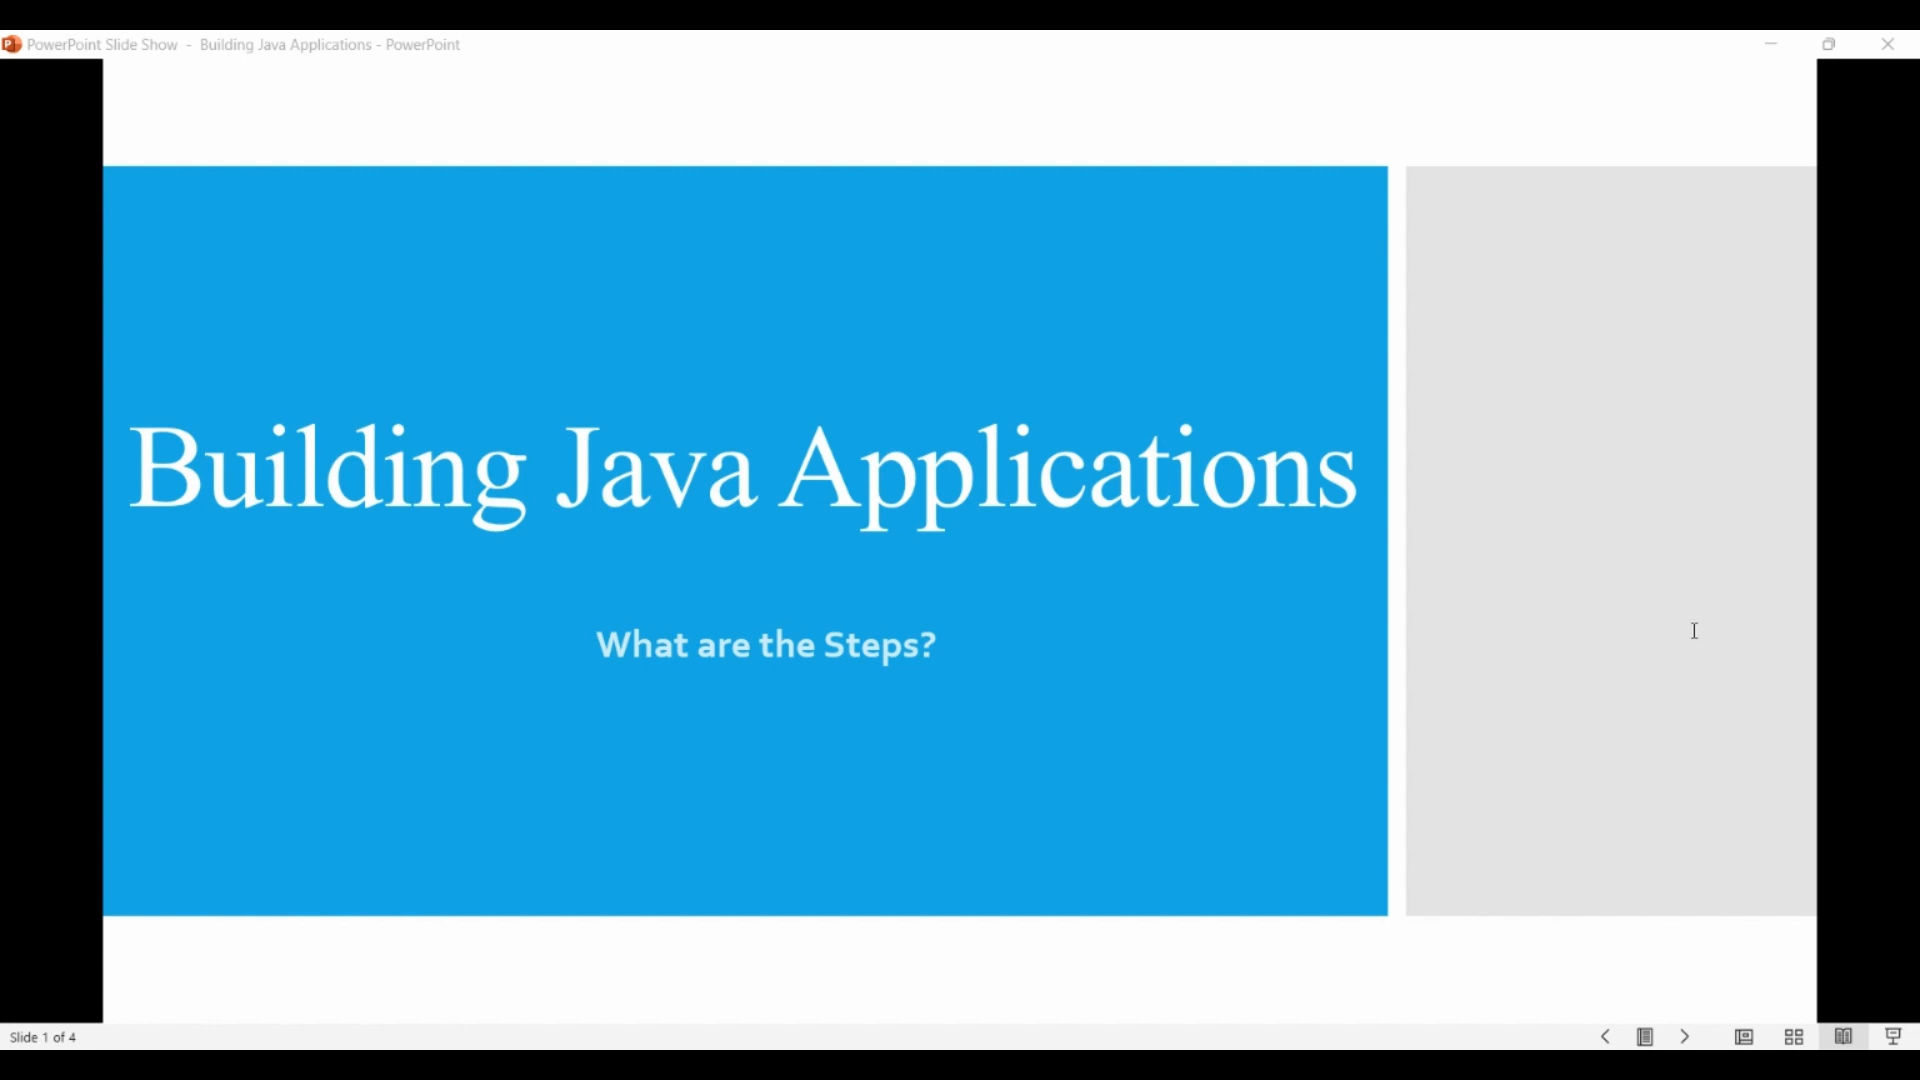 PowerPoint Slide Show - Building Java Applications - PowerPoint
Building Java Applications
What are the Steps?
Slide 1 of 4